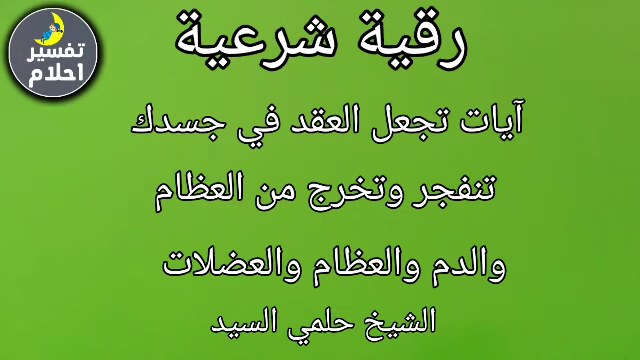 تفسير
احلام
رقية شرعية
آيات تجعل العقد في جسدك
تنفجر وتخرج من العظام
والدم والعظام والعضلات
الشيخ حلمي السيد